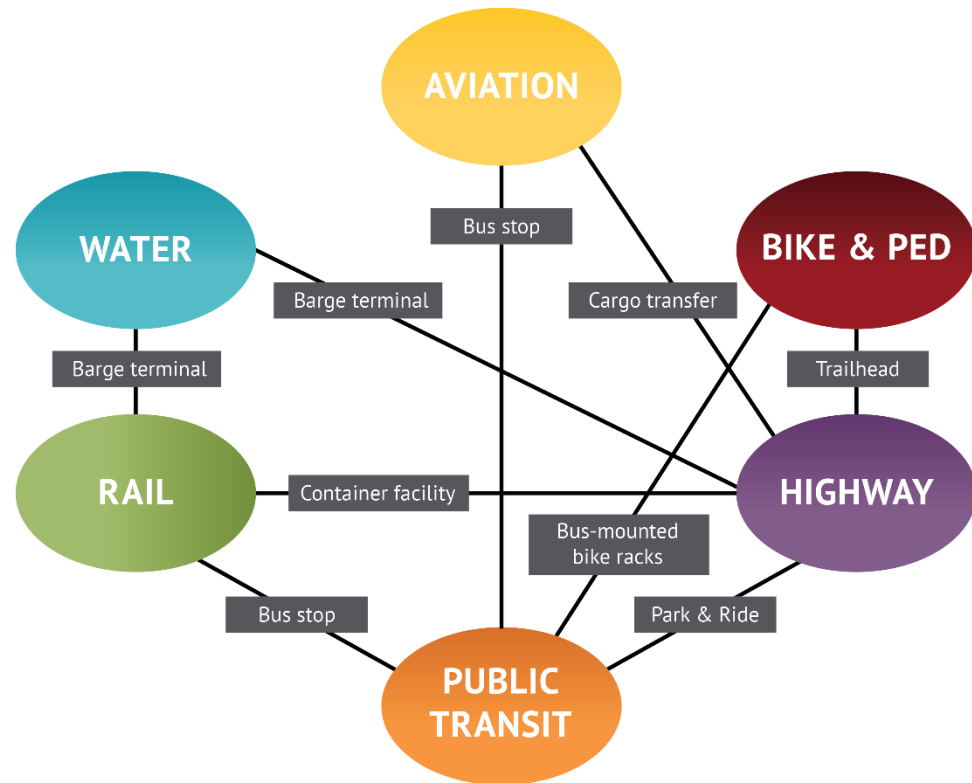 AVIATION
WATER
BIKE & PED
Bus stop
Barge terminal
Cargo transfer
Barge terminal
Trailhead
RAIL
Container facility
HIGHWAY
Bus-mounted
bike racks
Bus stop
Park & Ride
PUBLIC
TRANSIT